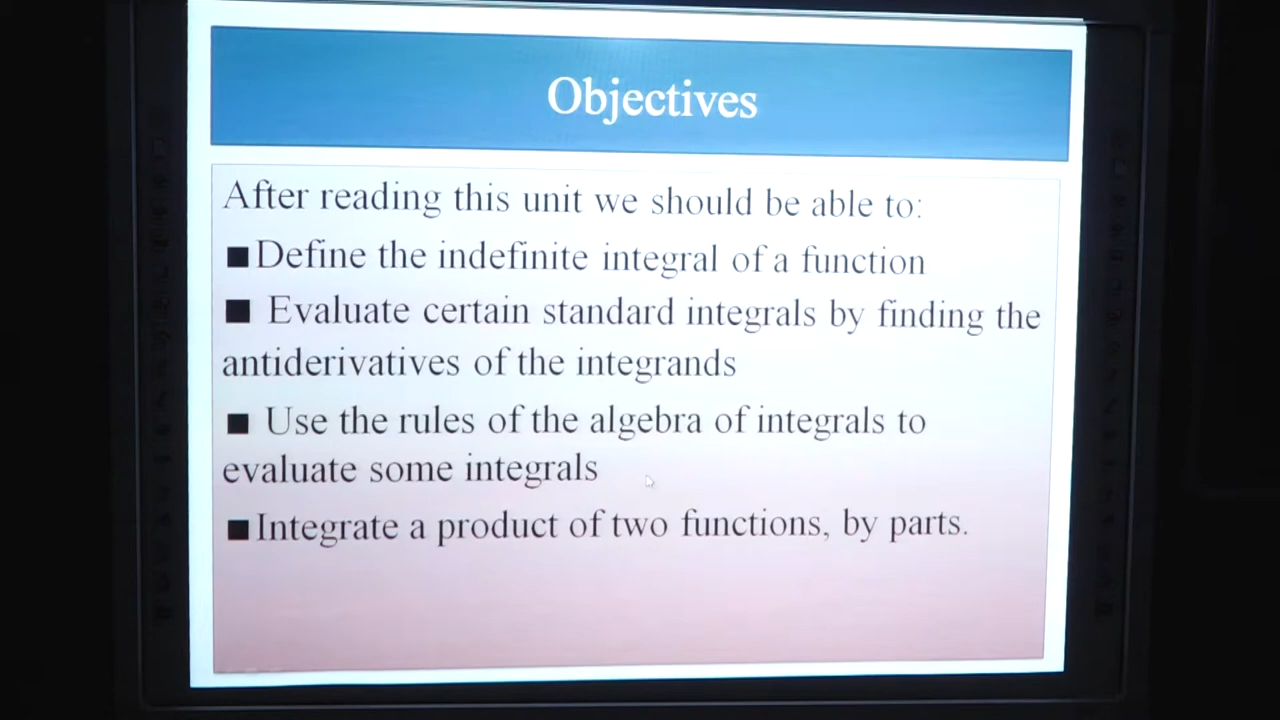 Objectives
After reading this unit we should be able to:
■Define the indefinite integral of a function
■ Evaluate certain standard integrals by finding the
antiderivatives of the integrands
■ Use the rules of the algebra of integrals to
evaluate some integrals
■Integrate a product of two functions, by parts.